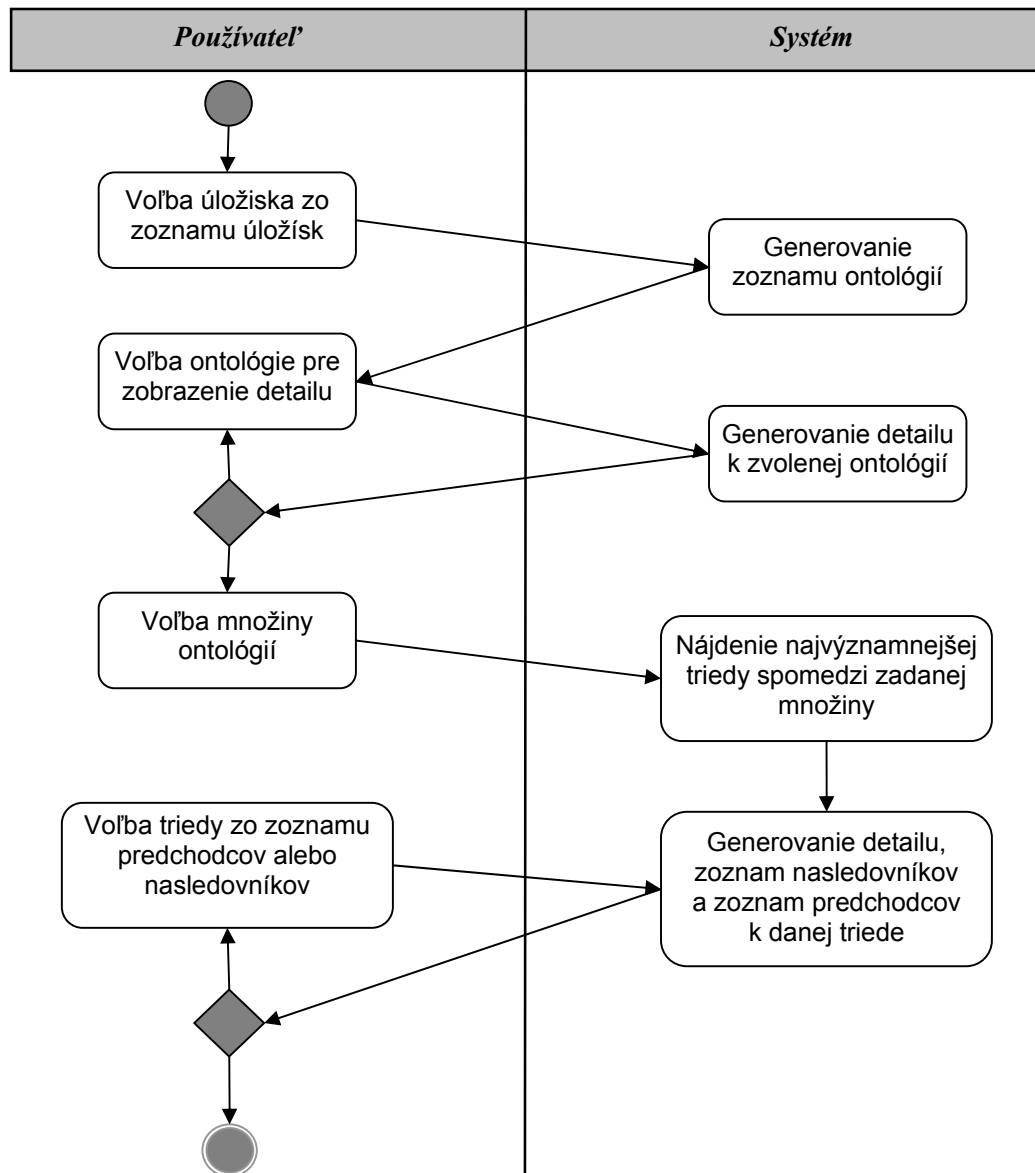 Používateľ
Systém
Voľba úložiska zo
zoznamu úložísk
Generovanie
zoznamu ontológií
Voľba ontológie pre
zobrazenie detailu
Generovanie detailu
k zvolenej ontológií
Voľba množiny
ontológií
Nájdenie najvýznamnejšej
triedy spomedzi zadanej
množiny
Voľba triedy zo zoznamu
predchodcov alebo
nasledovníkov
Generovanie detailu,
zoznam nasledovníkov
a zoznam predchodcov
k danej triede